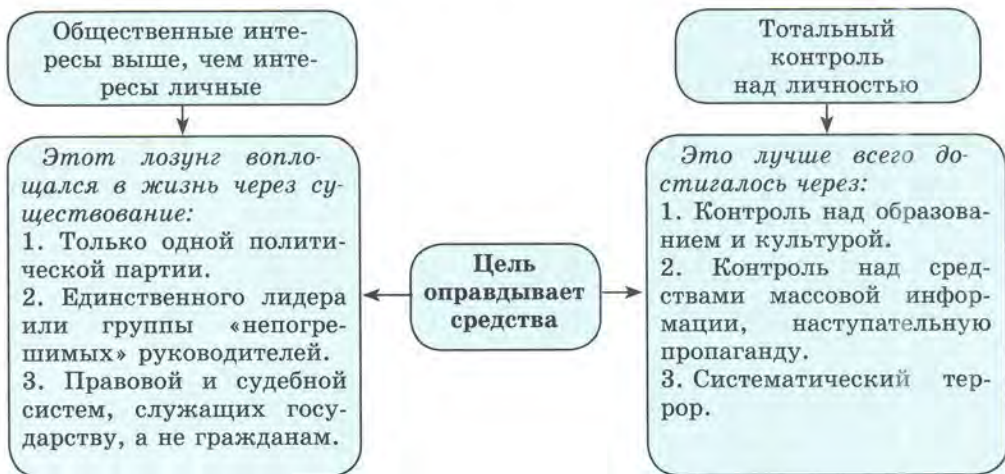 Общественные инте-
ресы выше, чем инте-
ресы личные
Этот лозунг вопло-
щался в жизнь через су-
ществование:
1. Только одной полити-
ческой партии.
2. Единственного лидера
или группы «непогре-
шимых» руководителей.
3. Правовой и судебной
систем, служащих госу-
дарству, а не гражданам.
Цель
оправдывает
средства
Тотальный
контроль
над личностью
Это лучше всего до-
стигалось через:
1. Контроль над образова-
нием и культурой.
2. Контроль над сред-
ствами массовой инфор-
мации, наступательную
пропаганду.
3. Систематический тер-
рор.